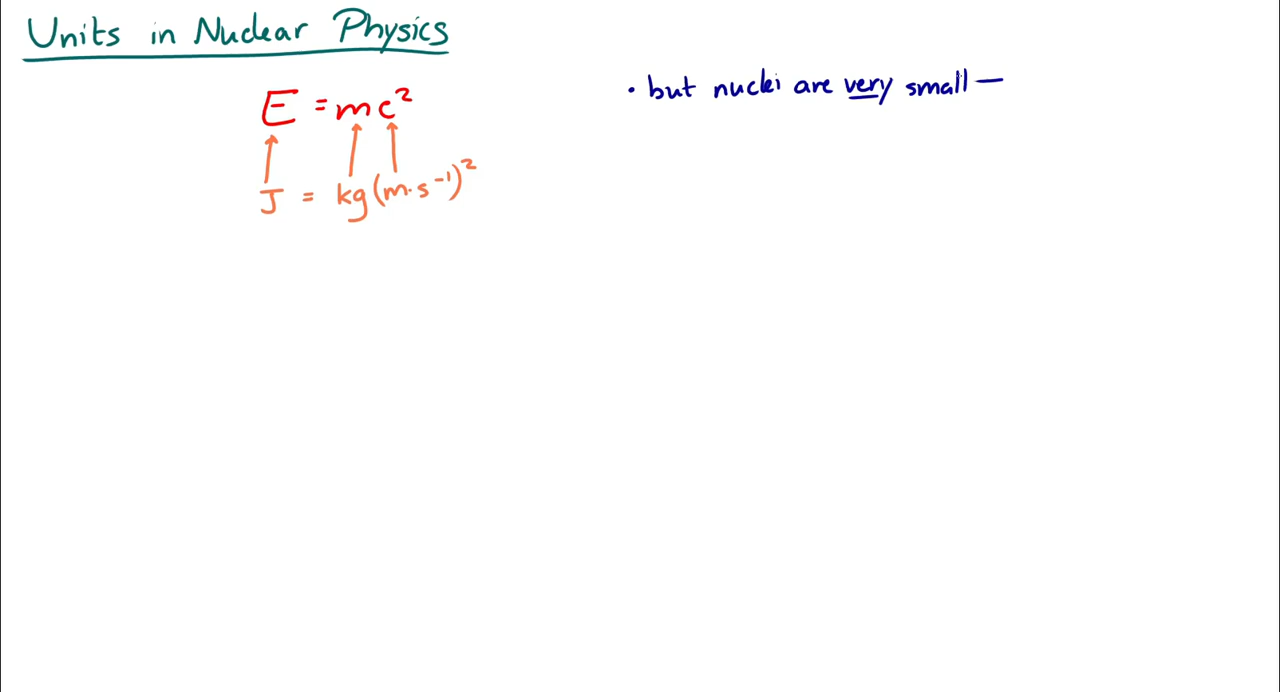 Units in Nuclear Physics
E = mc²
J = kg (m·s⁻¹)²
· but nuclei are very small —